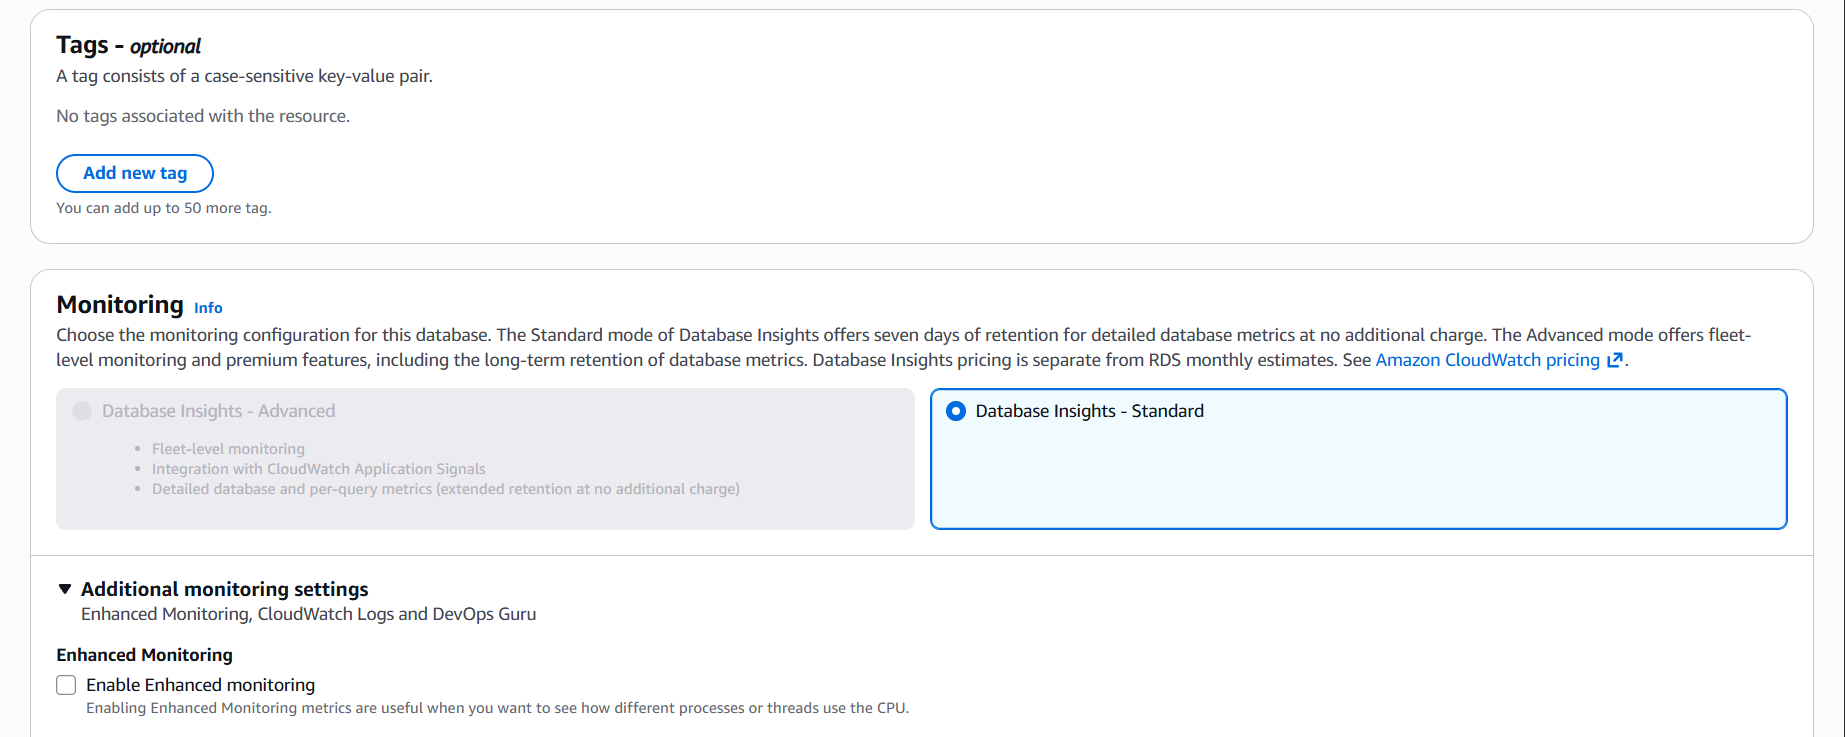 Tags - optional
A tag consists of a case-sensitive key-value pair.
No tags associated with the resource.
Add new tag
You can add up to 50 more tag.
Monitoring Info
Choose the monitoring configuration for this database. The Standard mode of Database Insights offers seven days of retention for detailed database metrics at no additional charge. The Advanced mode offers fleet-
level monitoring and premium features, including the long-term retention of database metrics. Database Insights pricing is separate from RDS monthly estimates. See Amazon CloudWatch pricing.
Database Insights - Advanced
• Fleet-level monitoring
• Integration with CloudWatch Application Signals
• Detailed database and per-query metrics (extended retention at no additional charge)
Database Insights - Standard
Additional monitoring settings
Enhanced Monitoring, CloudWatch Logs and DevOps Guru
Enhanced Monitoring
Enable Enhanced monitoring
Enabling Enhanced Monitoring metrics are useful when you want to see how different processes or threads use the CPU.